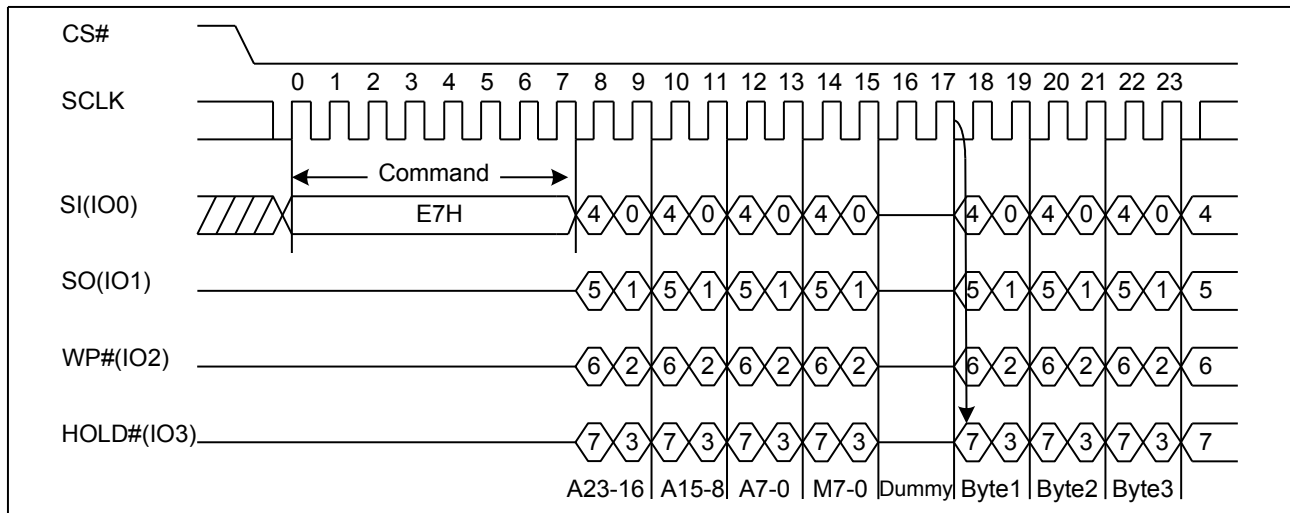 CS#
0 1 2 3 4 5 6 7 8 9 10 11 12 13 14 15 16 17 18 19 20 21 22 23
SCLK
Command
SI(IO0) E7H 4 0 4 0 4 0 4 0 4 0 4 0 4 0 4
SO(IO1) 5 1 5 1 5 1 5 1 5 1 5 1 5 1 5
WP#(IO2) 6 2 6 2 6 2 6 2 6 2 6 2 6 2 6
HOLD#(IO3) 7 3 7 3 7 3 7 3 7 3 7 3 7 3 7
A23-16 A15-8 A7-0 M7-0 Dummy Byte1 Byte2 Byte3